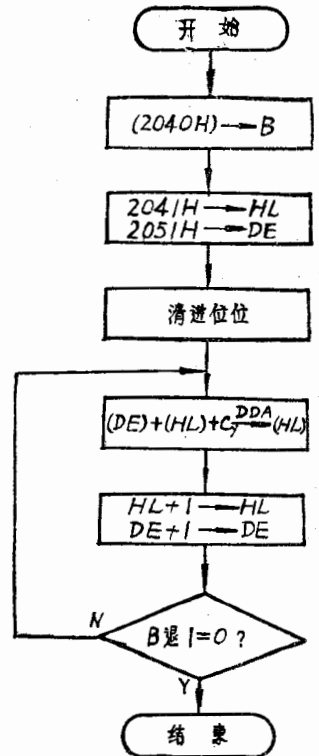 开始
(2040H)→B
2041H→HL
2051H→DE
清进位位
(DE)+(HL)+C₇ DDA→(HL)
HL+1→HL
DE+1→DE
B退1=0?
N
Y
结束